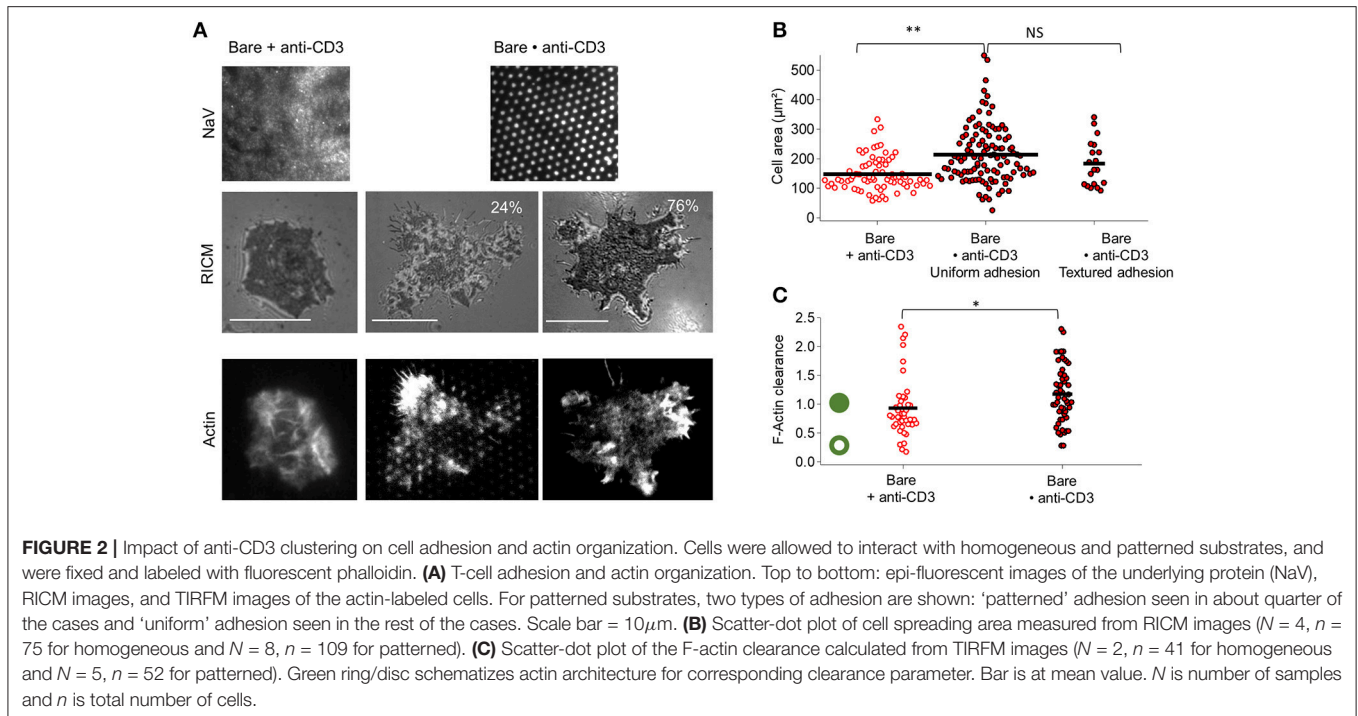 A
Bare + anti-CD3
Bare • anti-CD3
NaV
RICM
24%
76%
Actin
B
**
NS
Cell area (µm²)
500
400
300
200
100
0
Bare
+ anti-CD3
Bare
• anti-CD3
Uniform adhesion
Bare
• anti-CD3
Textured adhesion
C
*
F-Actin clearance
2.5
2.0
1.5
1.0
0.5
0.0
Bare
+ anti-CD3
Bare
• anti-CD3
FIGURE 2 | Impact of anti-CD3 clustering on cell adhesion and actin organization. Cells were allowed to interact with homogeneous and patterned substrates, and
were fixed and labeled with fluorescent phalloidin. (A) T-cell adhesion and actin organization. Top to bottom: epi-fluorescent images of the underlying protein (NaV),
RICM images, and TIRFM images of the actin-labeled cells. For patterned substrates, two types of adhesion are shown: ‘patterned’ adhesion seen in about quarter of
the cases and ‘uniform’ adhesion seen in the rest of the cases. Scale bar = 10µm. (B) Scatter-dot plot of cell spreading area measured from RICM images (N = 4, n =
75 for homogeneous and N = 8, n = 109 for patterned). (C) Scatter-dot plot of the F-actin clearance calculated from TIRFM images (N = 2, n = 41 for homogeneous
and N = 5, n = 52 for patterned). Green ring/disc schematizes actin architecture for corresponding clearance parameter. Bar is at mean value. N is number of samples
and n is total number of cells.